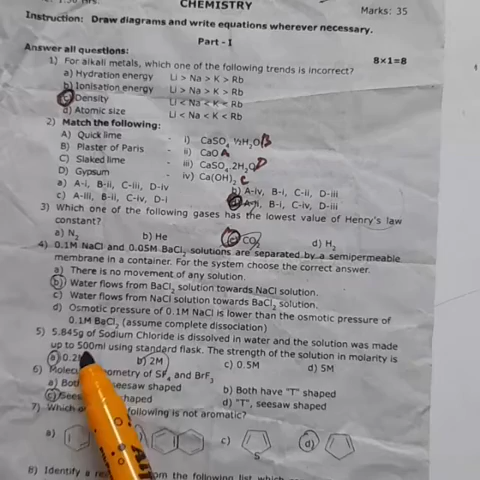 CHEMISTRY
Marks: 35
Instruction: Draw diagrams and write equations wherever necessary.
Part - I
Answer all questions:
8×1=8
1) For alkali metals, which one of the following trends is incorrect?
a) Hydration energy Li > Na > K > Rb
b) Ionisation energy Li > Na > K > Rb
c) Density Li < Na < K < Rb
d) Atomic size Li < Na < K < Rb
2) Match the following:
A) Quick lime - i) CaSO₄ ½H₂O B
B) Plaster of Paris - ii) CaO A
C) Slaked lime - iii) CaSO₄.2H₂O D
D) Gypsum - iv) Ca(OH)₂ C
a) A-i, B-ii, C-iii, D-iv b) A-iv, B-i, C-ii, D-iii
c) A-iii, B-ii, C-iv, D-i A-ii, B-i, C-iv, D-iii
3) Which one of the following gases has the lowest value of Henry's law
constant?
a) N₂ b) He c) CO₂ d) H₂
4) 0.1M NaCl and 0.05M BaCl₂ solutions are separated by a semipermeable
membrane in a container. For the system choose the correct answer.
a) There is no movement of any solution.
b) Water flows from BaCl₂ solution towards NaCl solution.
c) Water flows from NaCl solution towards BaCl₂ solution.
d) Osmotic pressure of 0.1M NaCl is lower than the osmotic pressure of
0.1M BaCl₂ (assume complete dissociation)
5) 5.845g of Sodium Chloride is dissolved in water and the solution was made
up to 500ml using standard flask. The strength of the solution in molarity is
a) 0.2 b) 2M c) 0.5M d) 5M
6) of SF₄ and BrF₃
a) Both seesaw shaped b) Both have "T" shaped
c) shaped d) "T", seesaw shaped
7) Which following is not aromatic?
a) c) S d)
8) Identify a from the following list